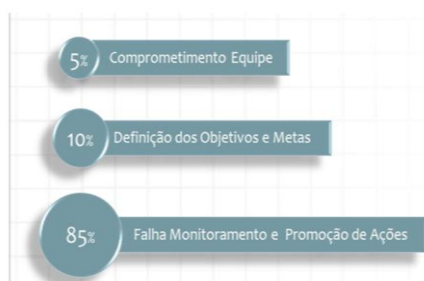 5% Comprometimento Equipe
10% Definição dos Objetivos e Metas
85% Falha Monitoramento e Promoção de Ações